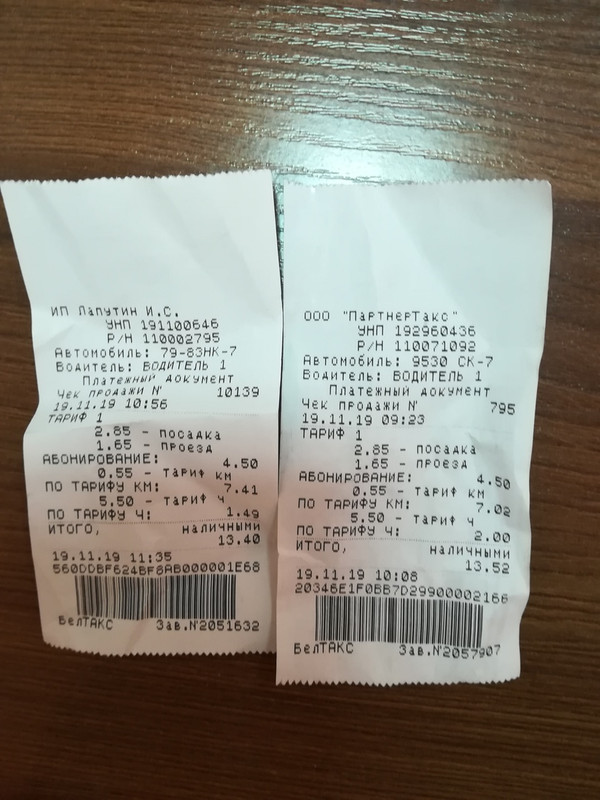 ИП Лапутин И.С.
УНП 191100646
Р/Н 110002795
Автомобиль: 79-83НК-7
Водитель: ВОДИТЕЛЬ 1
Платежный документ
Чек продажи N 10139
19.11.19 10:56
ТАРИФ 1
2.85 - посадка
1.65 - проезд
АБОНИРОВАНИЕ: 4.50
0.55 - тариф км
ПО ТАРИФУ КМ: 7.41
5.50 - тариф ч
ПО ТАРИФУ Ч: 1.49
ИТОГО, наличными
13.40
19.11.19 11:35
560DDBF624BF8AB000001E68
БелТАКС Зав.N2051632
ООО "ПартнерТакс"
УНП 192960436
Р/Н 110071092
Автомобиль: 9530 СК-7
Водитель: ВОДИТЕЛЬ 1
Платежный документ
Чек продажи N 795
19.11.19 09:23
ТАРИФ 1
2.85 - посадка
1.65 - проезд
АБОНИРОВАНИЕ: 4.50
0.55 - тариф км
ПО ТАРИФУ КМ: 7.02
5.50 - тариф ч
ПО ТАРИФУ Ч: 2.00
ИТОГО, наличными
13.52
19.11.19 10:08
20346E1F0BB7D29900002166
БелТАКС Зав.N2057907